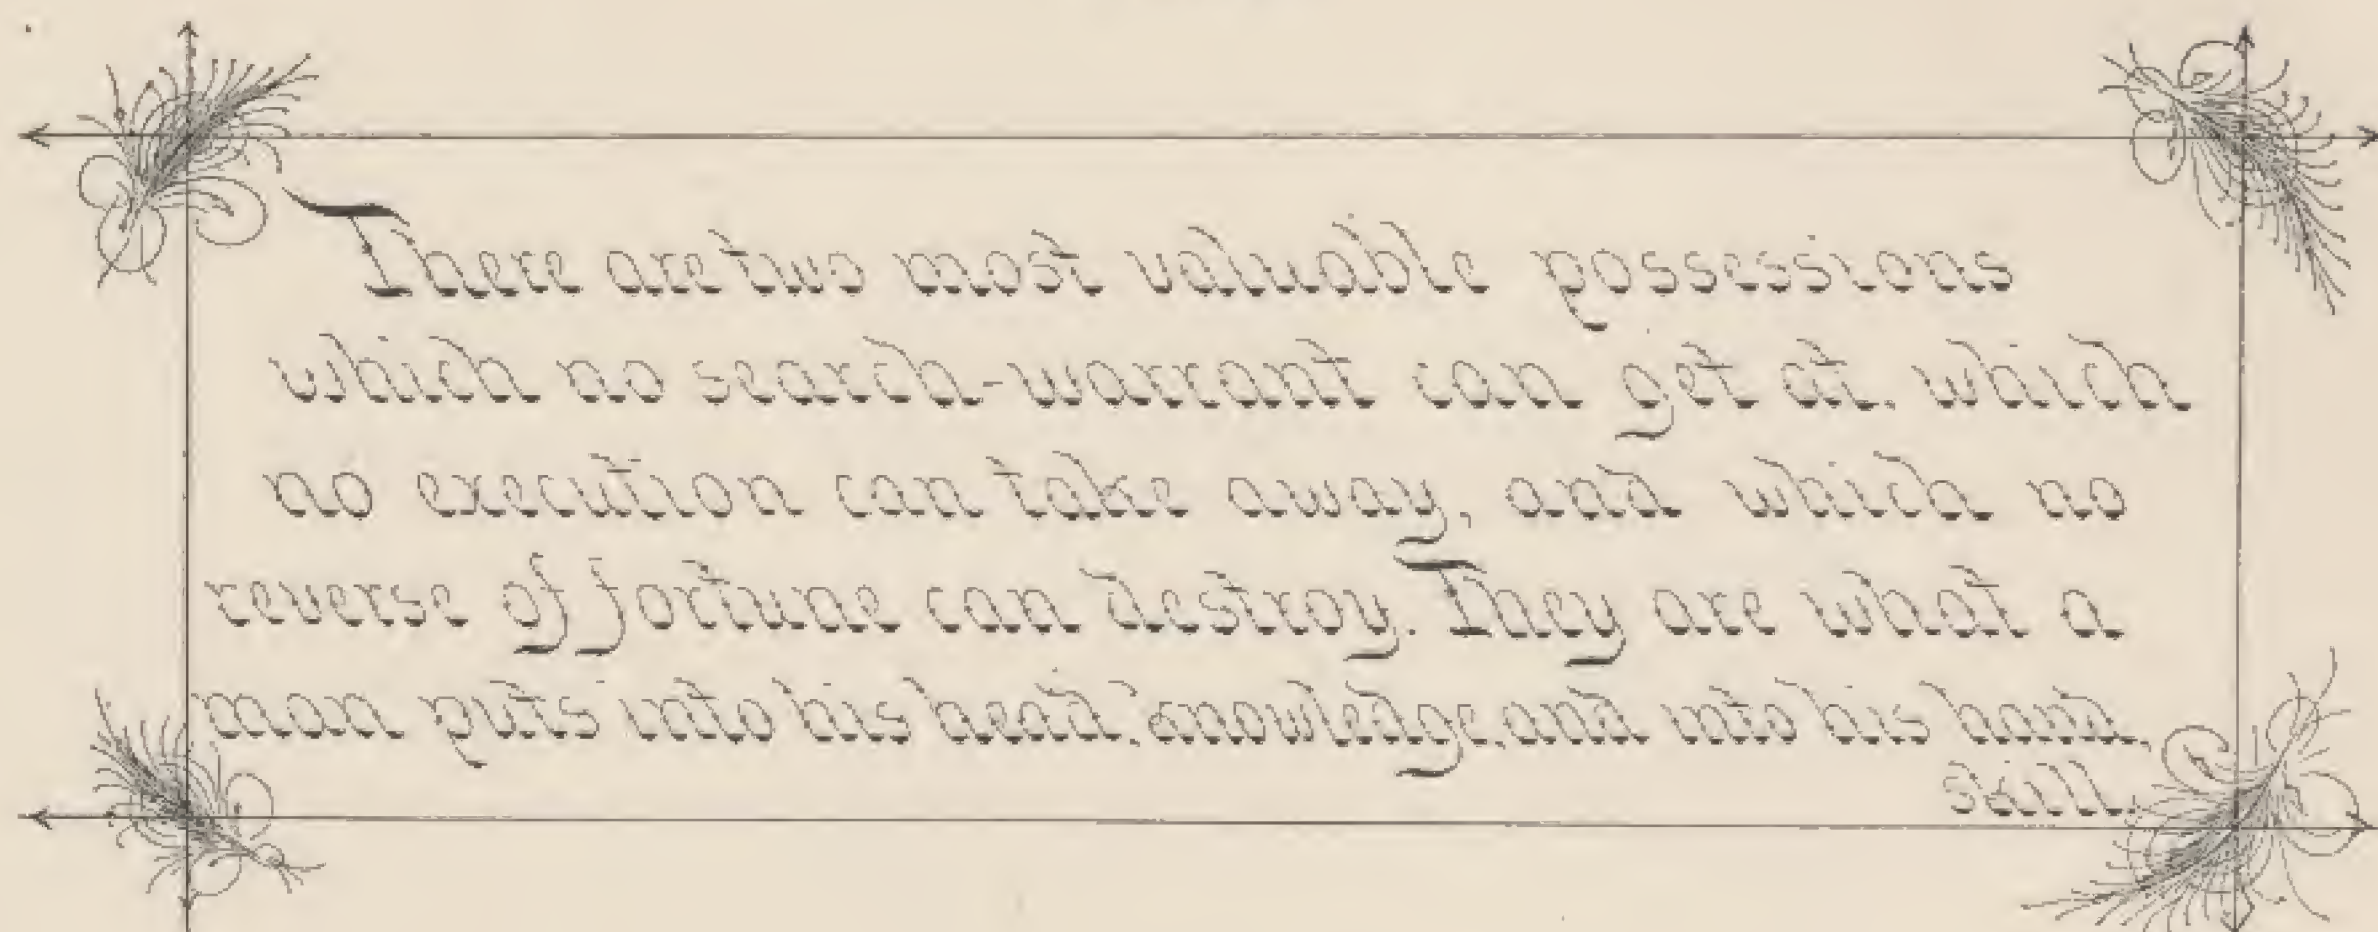 There are two most valuable possessions
which no search-warrant can get at, which
no execution can take away, and which no
reverse of fortune can destroy. They are what a
man puts into his head, knowledge, and into his hand,
skill.